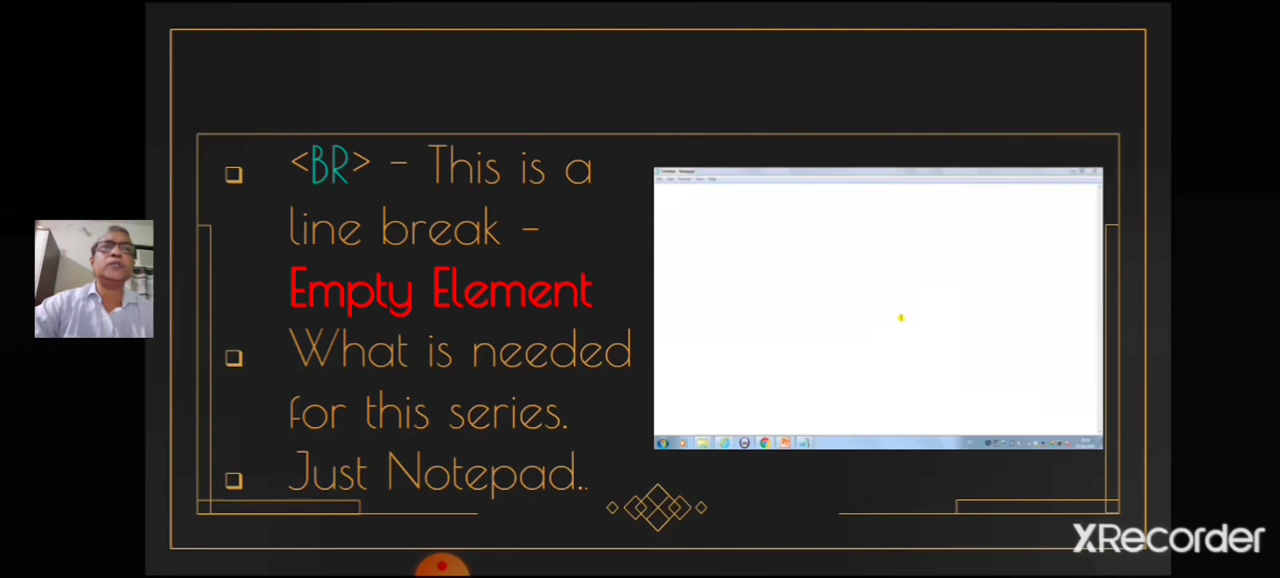 <BR> – This is a
line break –
Empty Element
What is needed
for this series.
Just Notepad..
XRecorder